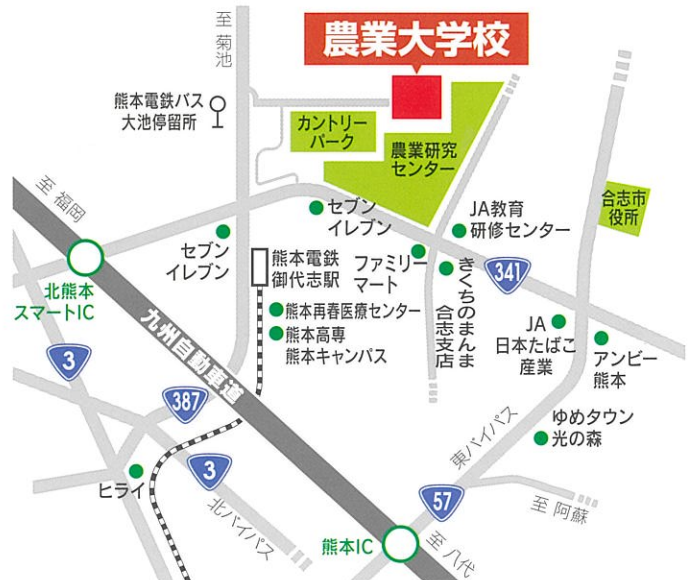 至 菊池
農業大学校
熊本電鉄バス
大池停留所
カントリー
パーク
農業研究
センター
至 福岡
セブン
イレブン
JA教育
研修センター
合志市
役所
セブン
イレブン
熊本電鉄
御代志駅
ファミリー
マート
きくちのまんま
合志支店
341
北熊本
スマートIC
熊本再春医療センター
熊本高専
熊本キャンパス
九州自動車道
JA
日本たばこ
産業
アンビー
熊本
3
387
東バイパス
ゆめタウン
光の森
3
ヒライ
北バイパス
57
至 阿蘇
熊本IC
至 八代